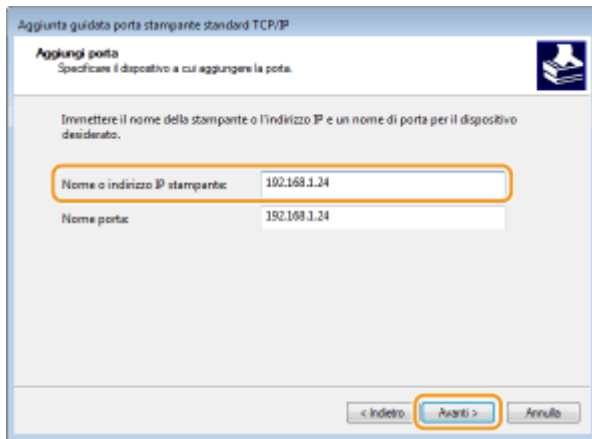 Aggiunta guidata porta stampante standard TCP/IP
Aggiungi porta
Specificare il dispositivo a cui aggiungere la porta.
Immettere il nome della stampante o l'indirizzo IP e un nome di porta per il dispositivo
desiderato.
Nome o indirizzo IP stampante: 192.168.1.24
Nome porta: 192.168.1.24
< Indietro Avanti > Annulla